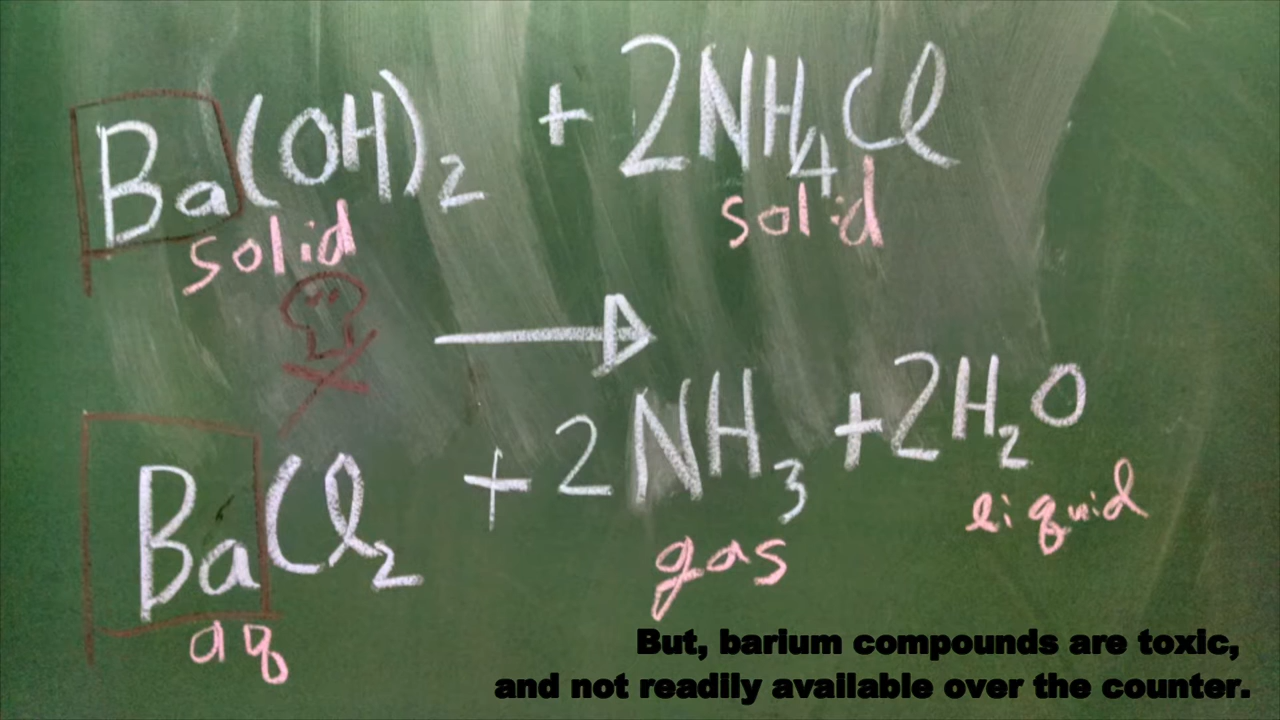 Ba(OH)₂ + 2NH₄Cl
solid solid
→
BaCl₂ + 2NH₃ + 2H₂O
aq gas liquid
But, barium compounds are toxic,
and not readily available over the counter.